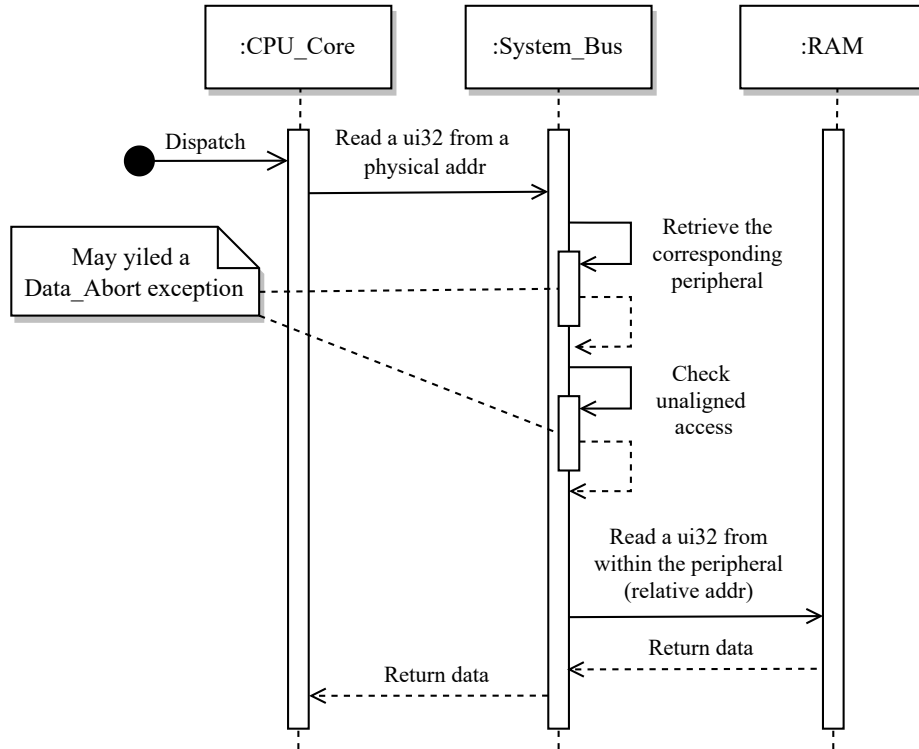 :CPU_Core
:System_Bus
:RAM
Dispatch
Read a ui32 from a
physical addr
May yiled a
Data_Abort exception
Retrieve the
corresponding
peripheral
Check
unaligned
access
Read a ui32 from
within the peripheral
(relative addr)
Return data
Return data